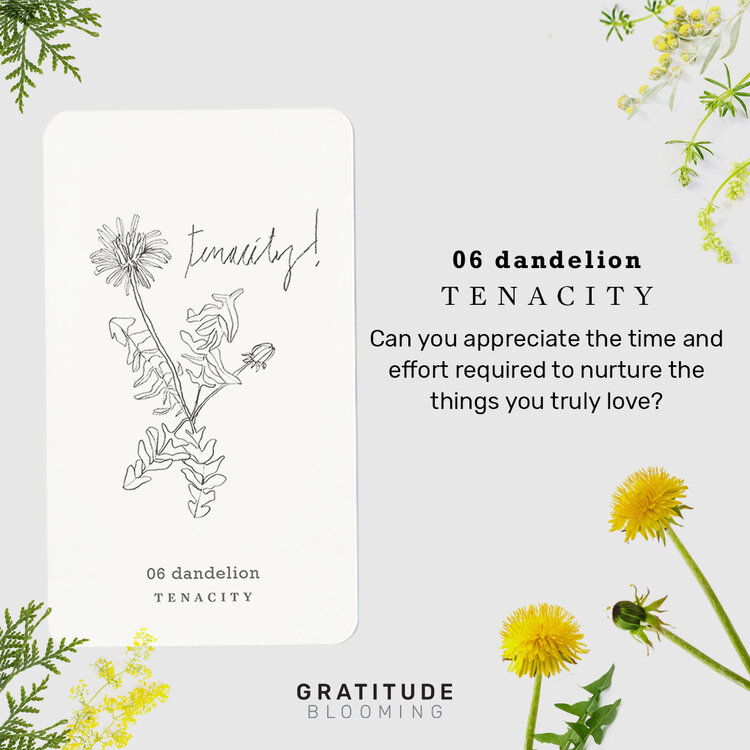 tenacity!
06 dandelion
TENACITY
06 dandelion
TENACITY
Can you appreciate the time and
effort required to nurture the
things you truly love?
GRATITUDE
BLOOMING